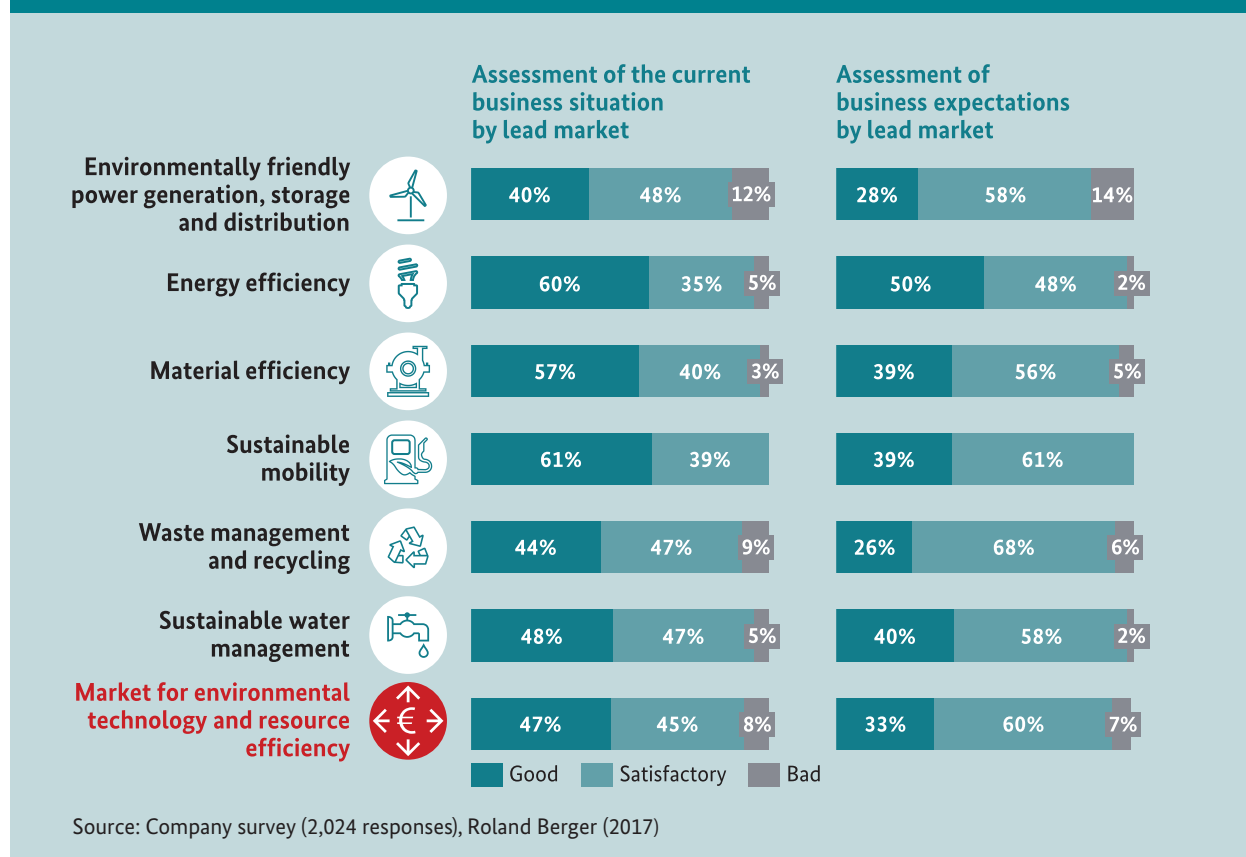 Assessment of the current
business situation
by lead market
Assessment of
business expectations
by lead market
Environmentally friendly
power generation, storage
and distribution
40% 48% 12% 28% 58% 14%
Energy efficiency
60% 35% 5% 50% 48% 2%
Material efficiency
57% 40% 3% 39% 56% 5%
Sustainable
mobility
61% 39% 39% 61%
Waste management
and recycling
44% 47% 9% 26% 68% 6%
Sustainable water
management
48% 47% 5% 40% 58% 2%
Market for environmental
technology and resource
efficiency
€
47% 45% 8% 33% 60% 7%
Good Satisfactory Bad
Source: Company survey (2,024 responses), Roland Berger (2017)